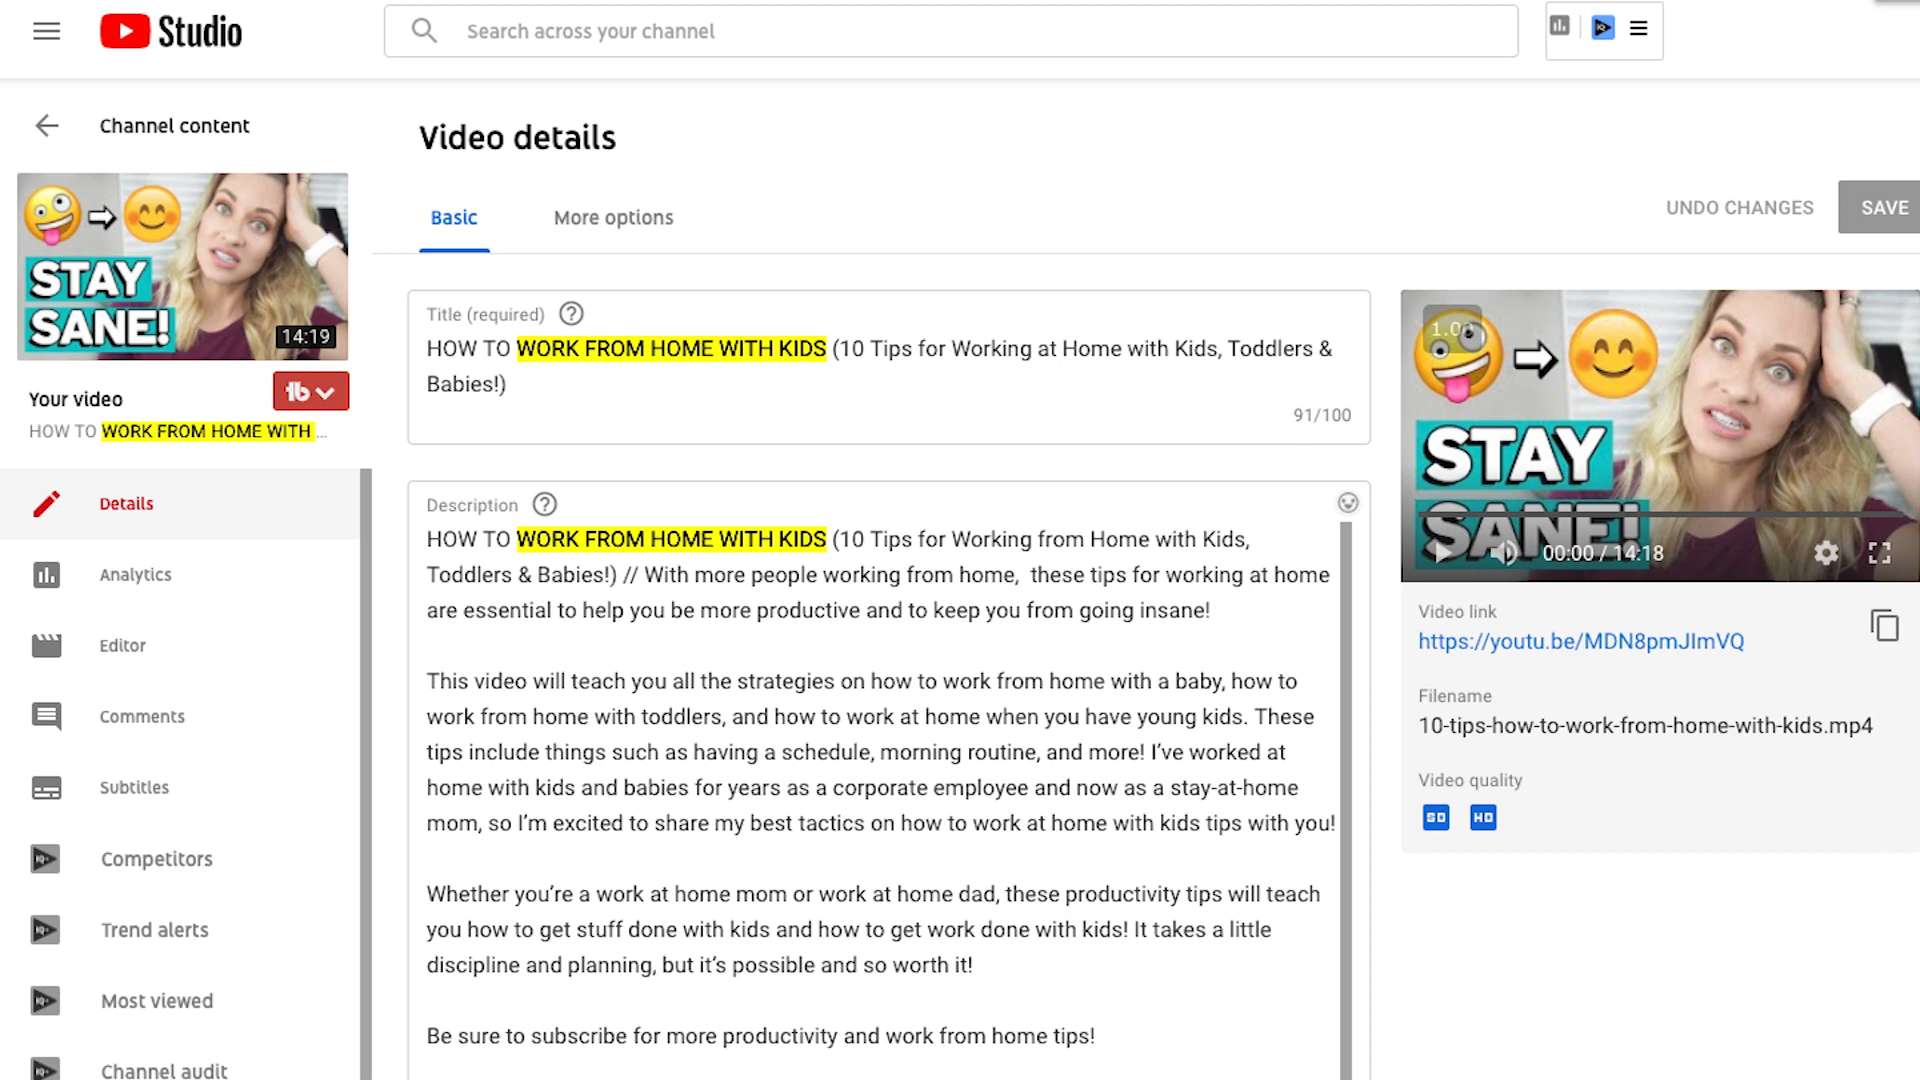 Studio
Search across your channel
Channel content
STAY
SANE!
14:19
Your video
HOW TO WORK FROM HOME WITH ...
Details
Analytics
Editor
Comments
Subtitles
Competitors
Trend alerts
Most viewed
Channel audit
Video details
Basic
More options
UNDO CHANGES
SAVE
Title (required)
HOW TO WORK FROM HOME WITH KIDS (10 Tips for Working at Home with Kids, Toddlers &
Babies!)
91/100
Description
HOW TO WORK FROM HOME WITH KIDS (10 Tips for Working from Home with Kids,
Toddlers & Babies!) // With more people working from home,  these tips for working at home
are essential to help you be more productive and to keep you from going insane!
This video will teach you all the strategies on how to work from home with a baby, how to
work from home with toddlers, and how to work at home when you have young kids. These
tips include things such as having a schedule, morning routine, and more! I’ve worked at
home with kids and babies for years as a corporate employee and now as a stay-at-home
mom, so I’m excited to share my best tactics on how to work at home with kids tips with you!
Whether you’re a work at home mom or work at home dad, these productivity tips will teach
you how to get stuff done with kids and how to get work done with kids! It takes a little
discipline and planning, but it’s possible and so worth it!
Be sure to subscribe for more productivity and work from home tips!
STAY
SANE!
00:00 / 14:18
Video link
https://youtu.be/MDN8pmJImVQ
Filename
10-tips-how-to-work-from-home-with-kids.mp4
Video quality
SD HD